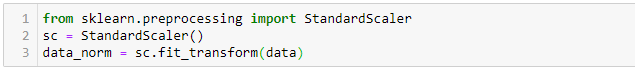 1 from sklearn.preprocessing import StandardScaler
2 sc = StandardScaler()
3 data_norm = sc.fit_transform(data)